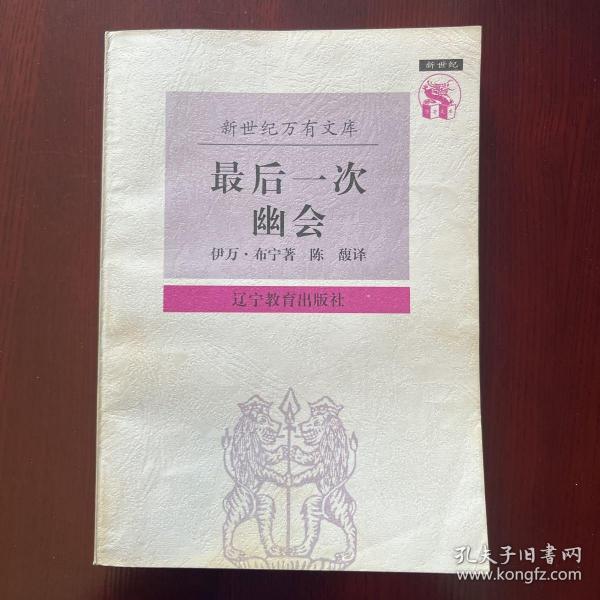 新世纪
新世纪万有文库
最后一次
幽会
伊万·布宁著 陈 馥译
辽宁教育出版社
孔夫子旧書网
www.kongfz.com